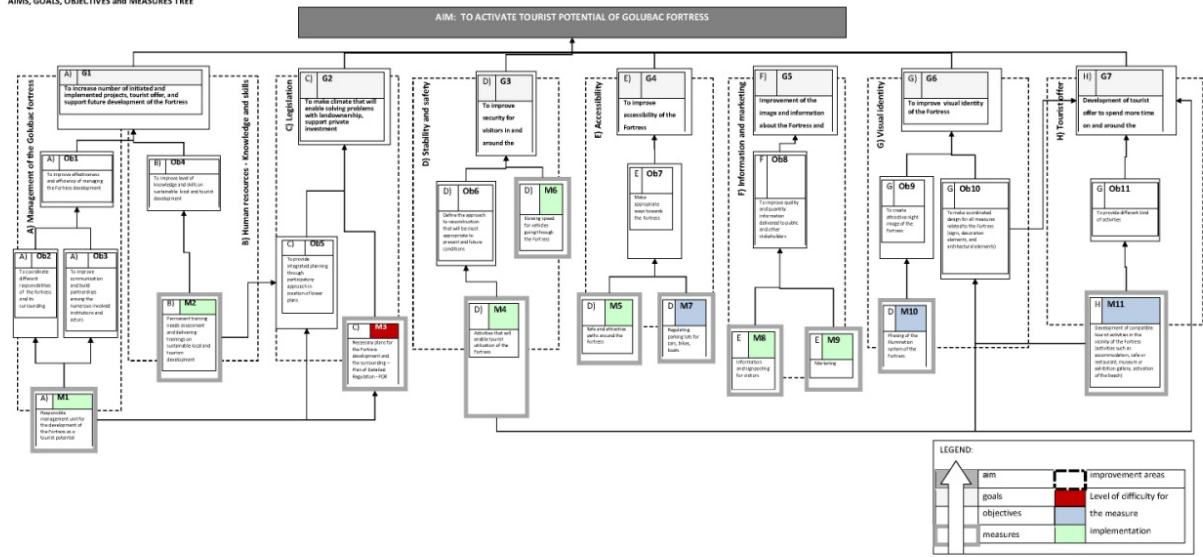 AIMS, GOALS, OBJECTIVES and MEASURES TREE
AIM: TO ACTIVATE TOURIST POTENTIAL OF GOLUBAC FORTRESS
A) Management of the Golubac fortress
A) G1
To increase number of initiated and
implemented projects, tourist offer, and
support future development of the Fortress
A) Ob1
To improve effectiveness
and efficiency of managing
the Fortress development
A) Ob2
To coordinate
different
responsibilities
of the fortress
and its
surrounding
A) Ob3
To improve
communication
and build
partnerships
among the
numerous involved
institutions and
actors
A) M1
Responsible
management unit for
the development of
the Fortress as a
tourist potential
B) Human resources - Knowledge and skills
B) Ob4
To improve level of
knowledge and skills on
sustainable local and tourist
development
B) M2
Permanent training
needs assessment and
delivering
trainings on
sustainable local and
tourism
development
C) Legislation
C) G2
To make climate that will
enable solving problems
with landownership,
support private
investment
C) Ob5
To provide
integrated planning
through
participatory
approach in
creation of lower
plans
C) M3
Necessary plans for
the Fortress
development and
the surrounding –
Plan of Detailed
Regulation - PDR
D) Stability and safety
D) G3
To improve
security for
visitors in and
around the
D) Ob6
Define the approach
to reconstruction
that will be most
appropriate to
present and future
conditions
D) M6
Slowing speed
for vehicles
going through
the Fortress
D) M4
Activities that will
enable tourist
utilisation of the
Fortress
E) Accessibility
E) G4
To improve
accessibility of the
Fortress
E Ob7
Make
appropriate
ways towards
the Fortress
D) M5
Safe and attractive
paths around the
Fortress
D M7
Regulating
parking lots for
cars, bikes,
boats
F) Information and marketing
F) G5
Improvement of the
image and information
about the Fortress and
F Ob8
To improve quality
and quantity
information
delivered to public
and other
stakeholders
E M8
Information
and signposting
for visitors
E M9
Marketing
G) Visual identity
G) G6
To improve visual identity
of the Fortress
G Ob9
To create
attractive night
image of the
Fortress
G Ob10
To make coordinated
design for all measures
related to the Fortress
(signs, decoration
elements, and
architectural elements)
D M10
Phasing of the
illumination
system of the
Fortress
H) Tourist offer
H) G7
Development of tourist
offer to spend more time
on and around the
G Ob11
To provide different kind
of activities
H M11
Development of compatible
tourist activities in the
vicinity of the Fortress
(activities such as
accommodation, cafe or
restaurant, museum or
exhibition gallery, activation
of the beach)
LEGEND:
aim
goals
objectives
measures
improvement areas
Level of difficulty for
the measure
implementation